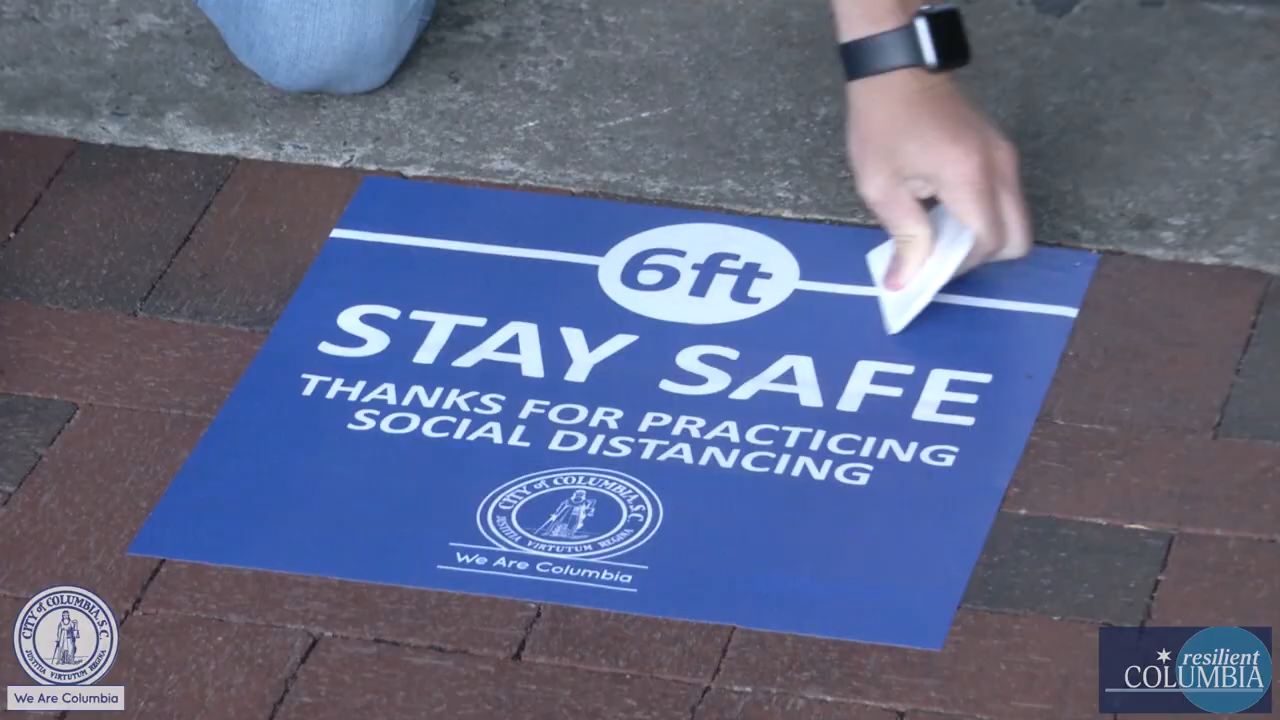 6ft
STAY SAFE
THANKS FOR PRACTICING
SOCIAL DISTANCING
CITY of COLUMBIA, S.C.
JUSTITIA VIRTUTUM REGINA
We Are Columbia
CITY of COLUMBIA, S.C.
JUSTITIA VIRTUTUM REGINA
We Are Columbia
resilient
COLUMBIA